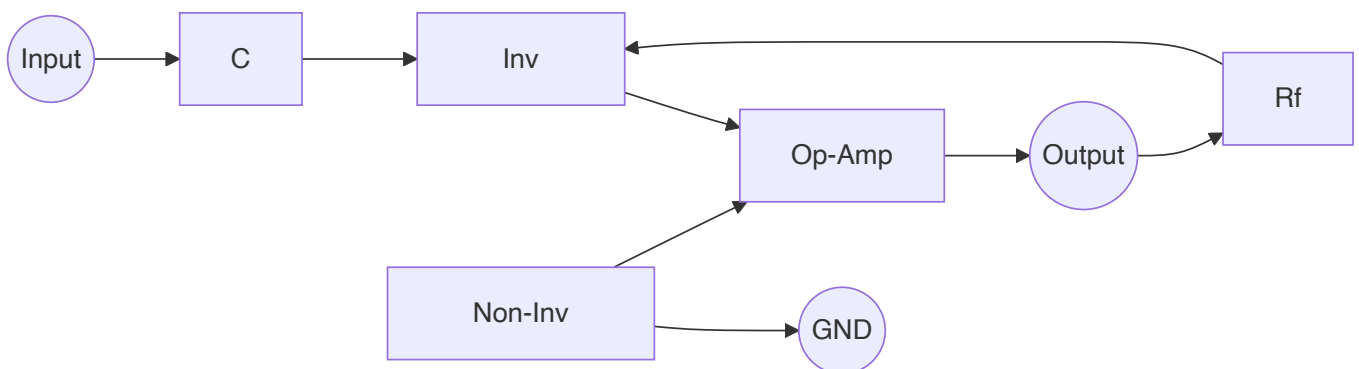 Input
C
Inv
Rf
Op-Amp
Output
Non-Inv
GND